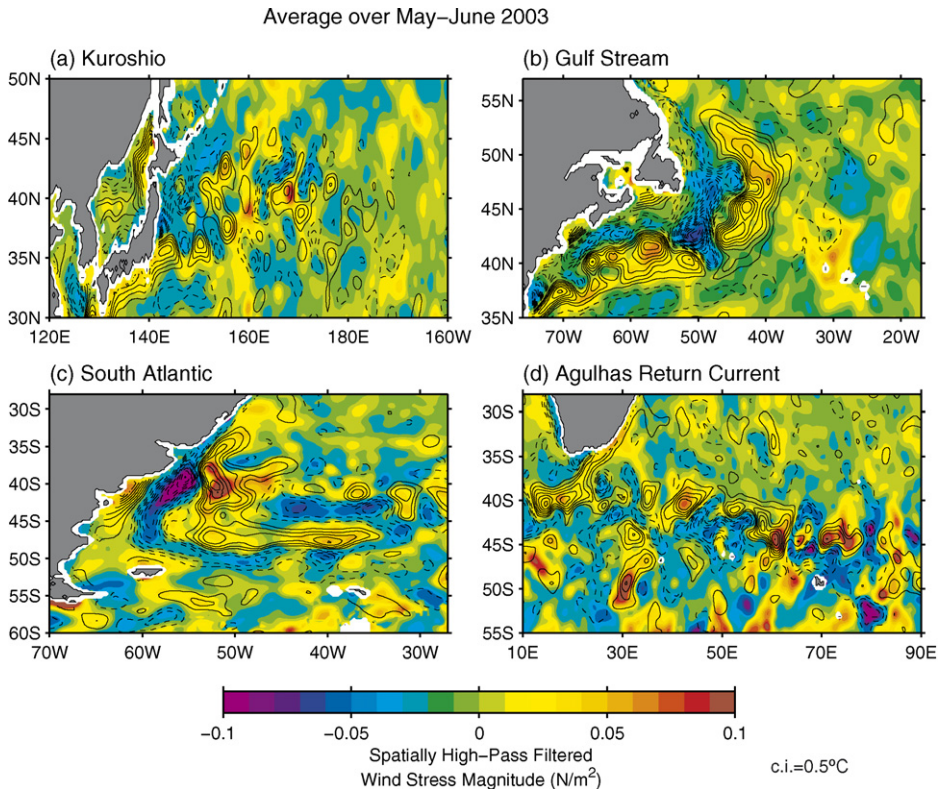 Average over May–June 2003
(a) Kuroshio
(b) Gulf Stream
50N
45N
40N
35N
30N
120E 140E 160E 180E 160W
55N
50N
45N
40N
35N
70W 60W 50W 40W 30W 20W
(c) South Atlantic
(d) Agulhas Return Current
30S
35S
40S
45S
50S
55S
60S
70W 60W 50W 40W 30W
30S
35S
40S
45S
50S
55S
10E 30E 50E 70E 90E
−0.1 −0.05 0 0.05 0.1
Spatially High–Pass Filtered
Wind Stress Magnitude (N/m²)
c.i.=0.5ºC